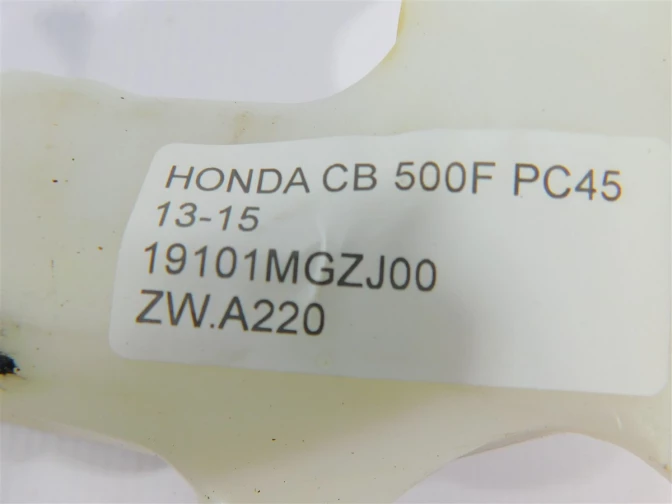 HONDA CB 500F PC45
13-15
19101MGZJ00
ZW.A220